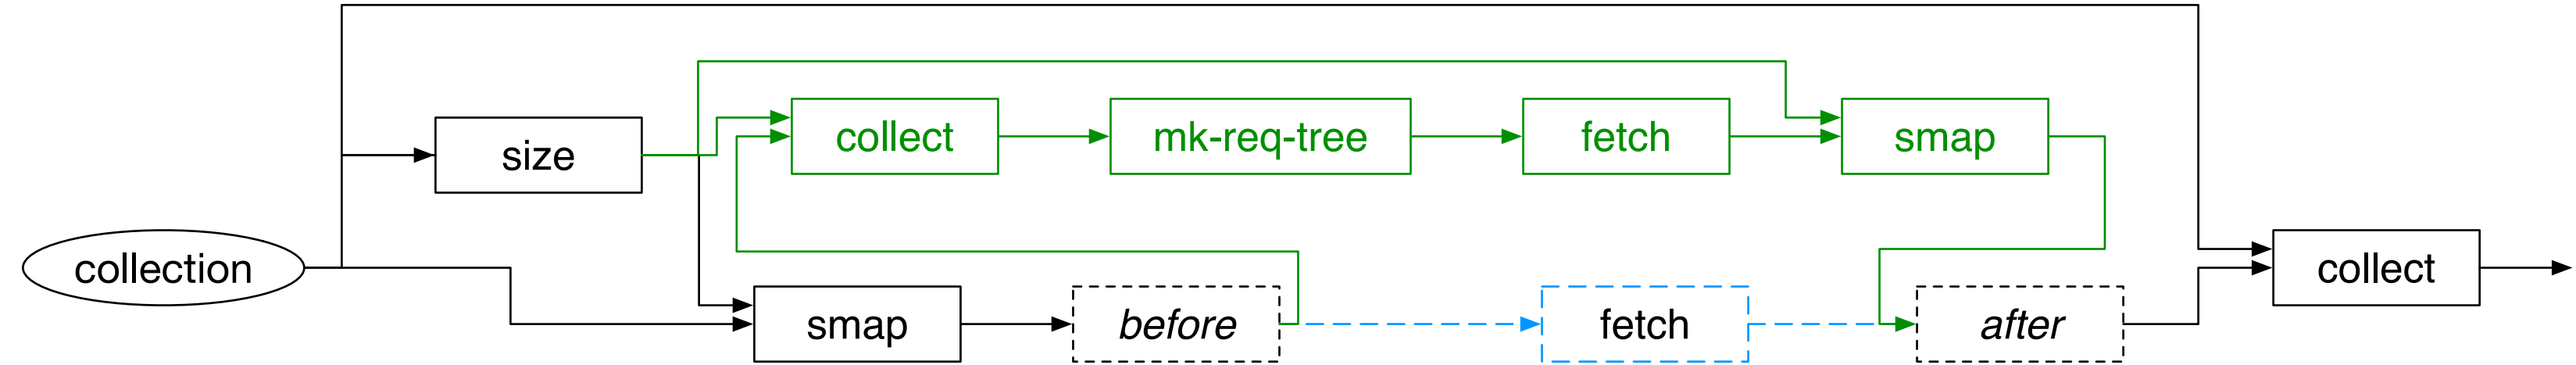 collect
mk-req-tree
fetch
smap
size
collection
collect
smap
before
fetch
after